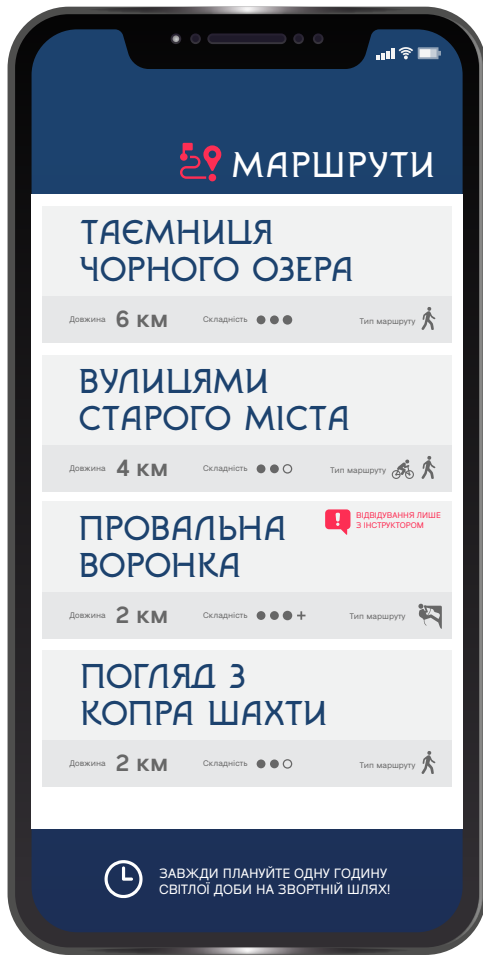 МАРШРУТИ
ТАЄМНИЦЯ
ЧОРНОГО ОЗЕРА
Довжина 6 КМ Складність Тип маршруту
ВУЛИЦЯМИ
СТАРОГО МІСТА
Довжина 4 КМ Складність Тип маршруту
ПРОВАЛЬНА
ВОРОНКА
ВІДВІДУВАННЯ ЛИШЕ
З ІНСТРУКТОРОМ
Довжина 2 КМ Складність + Тип маршруту
ПОГЛЯД З
КОПРА ШАХТИ
Довжина 2 КМ Складність Тип маршруту
ЗАВЖДИ ПЛАНУЙТЕ ОДНУ ГОДИНУ
СВІТЛОЇ ДОБИ НА ЗВОРТНІЙ ШЛЯХ!